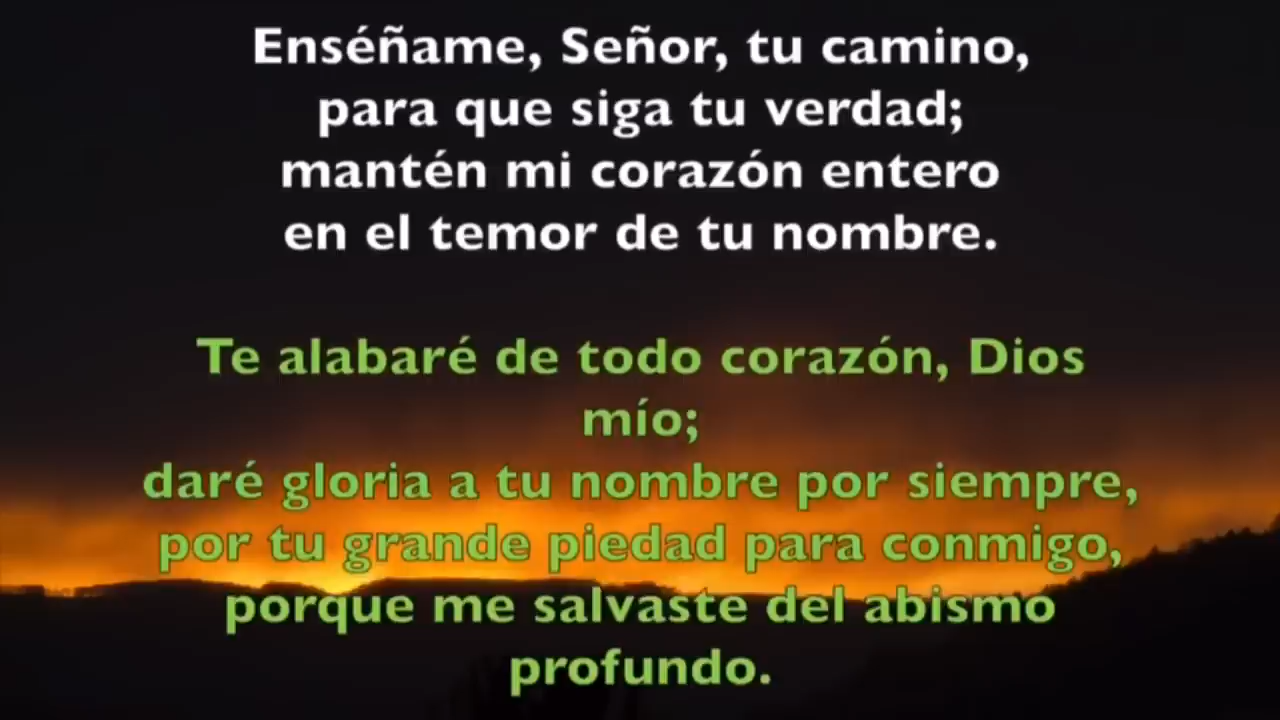 Enséñame, Señor, tu camino,
para que siga tu verdad;
mantén mi corazón entero
en el temor de tu nombre.
Te alabaré de todo corazón, Dios
mío;
daré gloria a tu nombre por siempre,
por tu grande piedad para conmigo,
porque me salvaste del abismo
profundo.